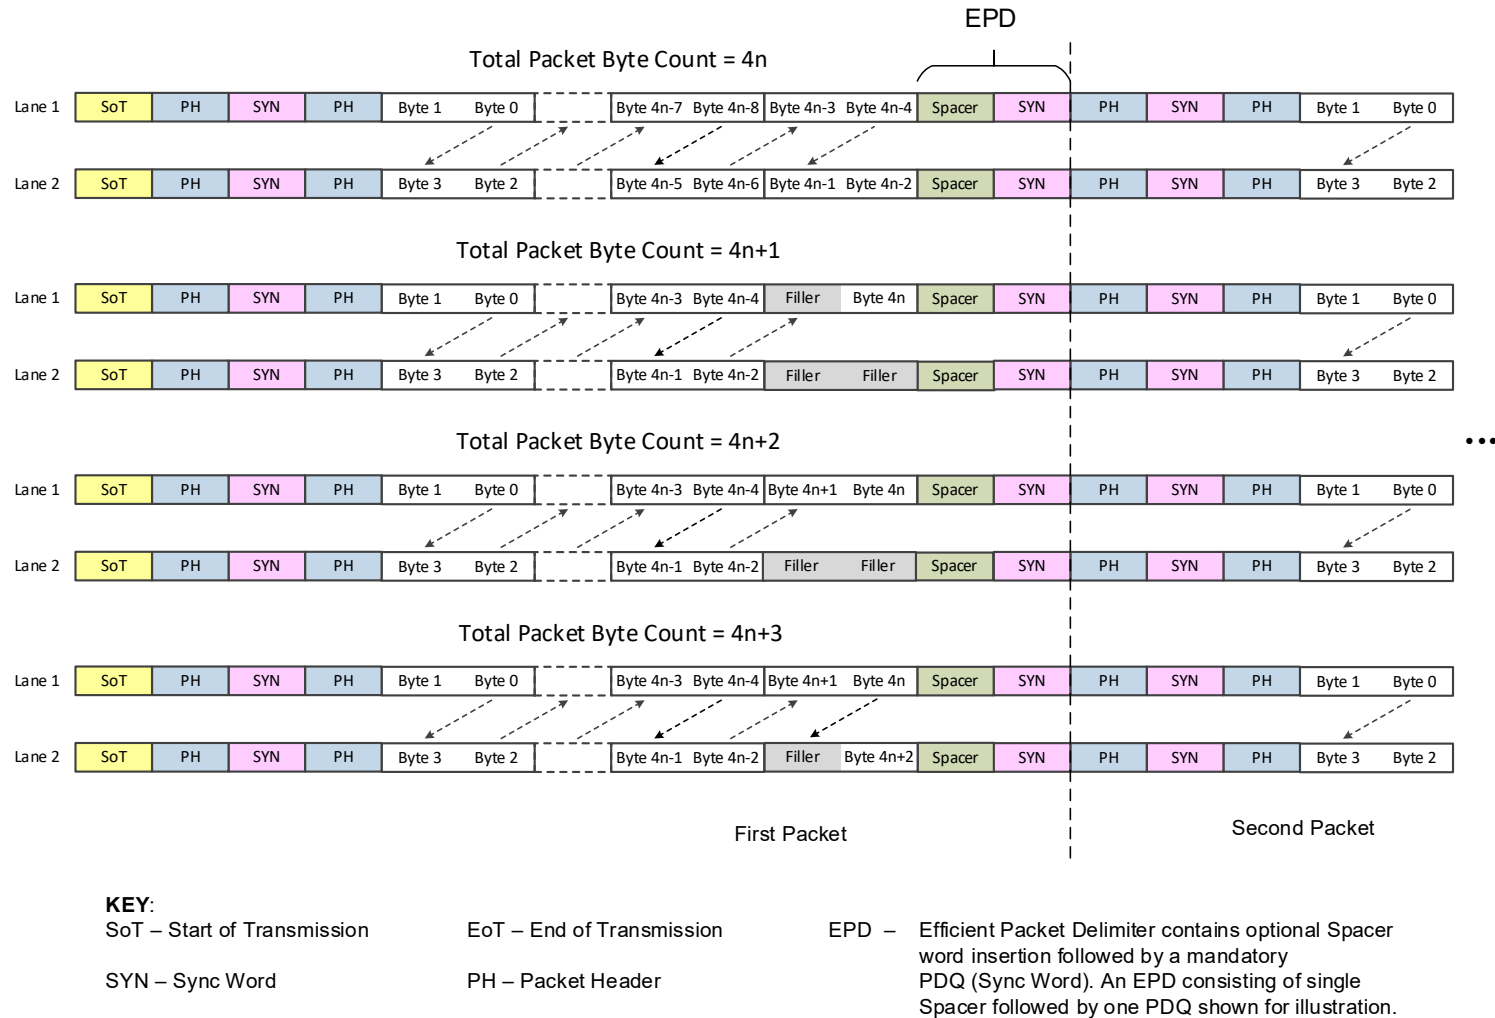 EPD
Total Packet Byte Count = 4n
Lane 1 SoT PH SYN PH Byte 1 Byte 0 Byte 4n-7 Byte 4n-8 Byte 4n-3 Byte 4n-4 Spacer SYN PH SYN PH Byte 1 Byte 0
Lane 2 SoT PH SYN PH Byte 3 Byte 2 Byte 4n-5 Byte 4n-6 Byte 4n-1 Byte 4n-2 Spacer SYN PH SYN PH Byte 3 Byte 2
Total Packet Byte Count = 4n+1
Lane 1 SoT PH SYN PH Byte 1 Byte 0 Byte 4n-3 Byte 4n-4 Filler Byte 4n Spacer SYN PH SYN PH Byte 1 Byte 0
Lane 2 SoT PH SYN PH Byte 3 Byte 2 Byte 4n-1 Byte 4n-2 Filler Filler Spacer SYN PH SYN PH Byte 3 Byte 2
Total Packet Byte Count = 4n+2
...
Lane 1 SoT PH SYN PH Byte 1 Byte 0 Byte 4n-3 Byte 4n-4 Byte 4n+1 Byte 4n Spacer SYN PH SYN PH Byte 1 Byte 0
Lane 2 SoT PH SYN PH Byte 3 Byte 2 Byte 4n-1 Byte 4n-2 Filler Filler Spacer SYN PH SYN PH Byte 3 Byte 2
Total Packet Byte Count = 4n+3
Lane 1 SoT PH SYN PH Byte 1 Byte 0 Byte 4n-3 Byte 4n-4 Byte 4n+1 Byte 4n Spacer SYN PH SYN PH Byte 1 Byte 0
Lane 2 SoT PH SYN PH Byte 3 Byte 2 Byte 4n-1 Byte 4n-2 Filler Byte 4n+2 Spacer SYN PH SYN PH Byte 3 Byte 2
First Packet
Second Packet
KEY:
SoT – Start of Transmission
SYN – Sync Word
EoT – End of Transmission
PH – Packet Header
EPD – Efficient Packet Delimiter contains optional Spacer
word insertion followed by a mandatory
PDQ (Sync Word). An EPD consisting of single
Spacer followed by one PDQ shown for illustration.